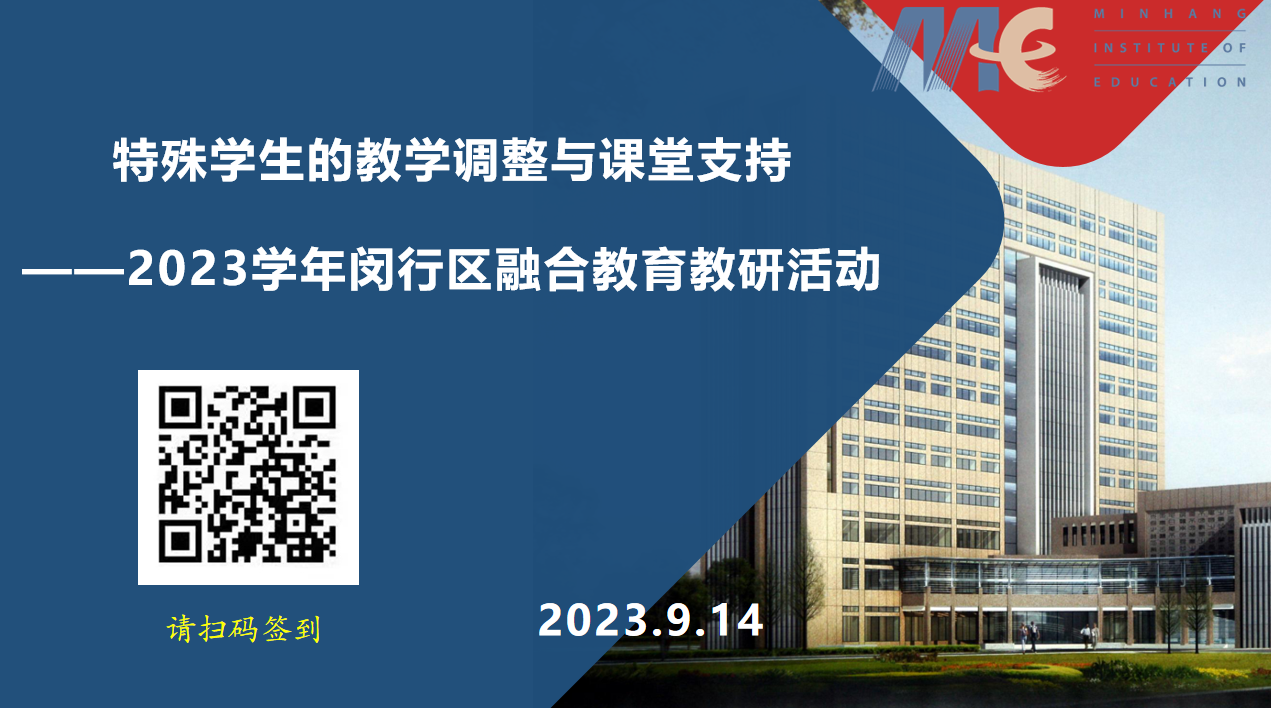 MINHANG
INSTITUTE OF
EDUCATION
特殊学生的教学调整与课堂支持
——2023学年闵行区融合教育教研活动
请扫码签到
2023.9.14